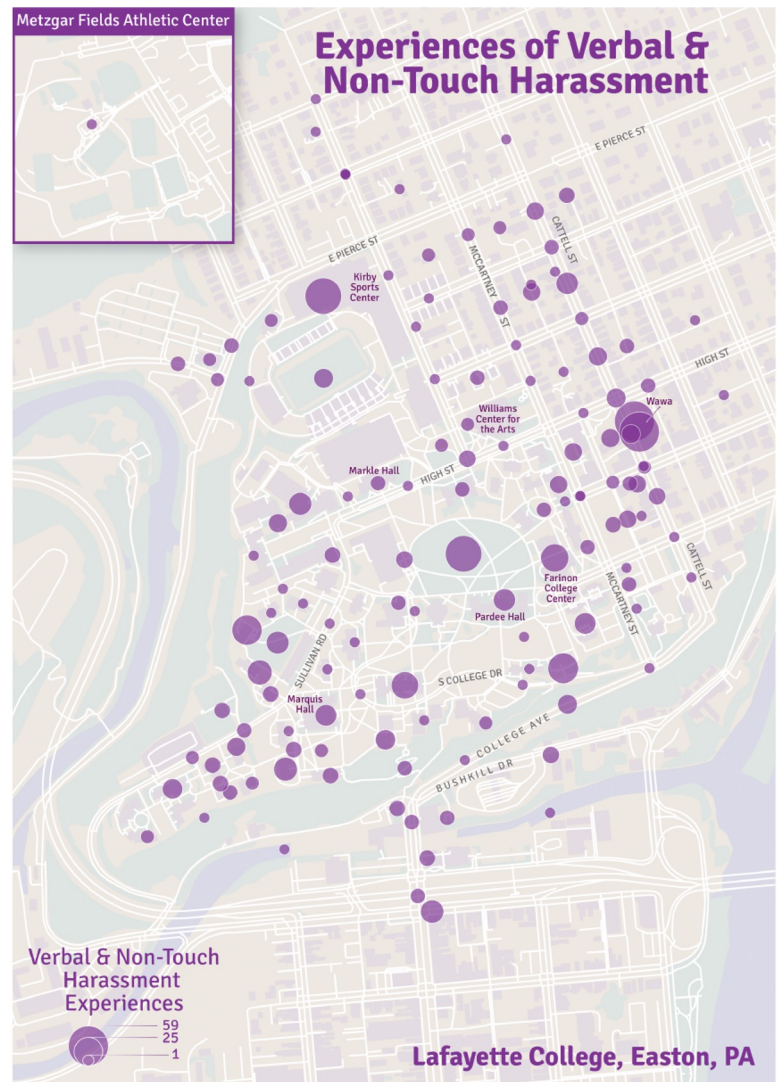 Metzgar Fields Athletic Center
Experiences of Verbal &
Non-Touch Harassment
E PIERCE ST
E PIERCE ST
CATTELL ST
MCCARTNEY ST
Kirby
Sports
Center
HIGH ST
Wawa
Williams
Center for
the Arts
Markle Hall
HIGH ST
Farinon
College
Center
CATTELL ST
MCCARTNEY ST
Pardee Hall
SULLIVAN RD
S COLLEGE DR
Marquis
Hall
COLLEGE AVE
BUSHKILL DR
Verbal & Non-Touch
Harassment
Experiences
59
25
1
Lafayette College, Easton, PA